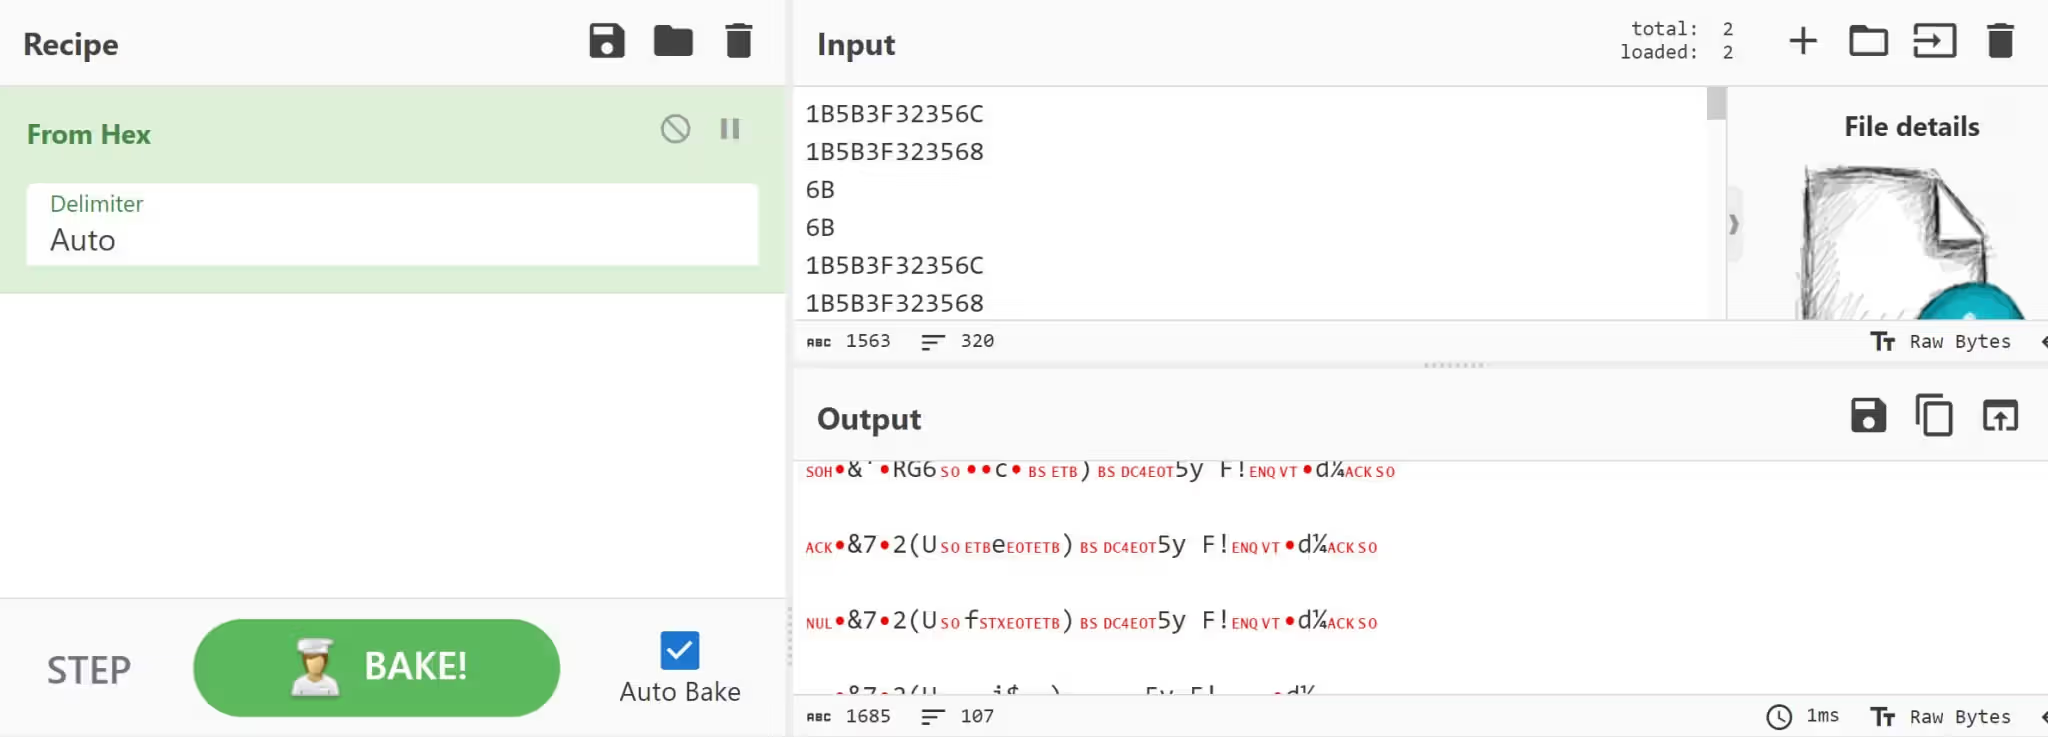 Recipe
From Hex
Delimiter
Auto
STEP
BAKE!
Auto Bake
Input
total: 2
loaded: 2
1B5B3F32356C
1B5B3F323568
6B
6B
1B5B3F32356C
1B5B3F323568
File details
ABC 1563 320
Tт Raw Bytes
Output
SOH•&'•RG6SO••c•BS ETB)BS DC4EOT5y F!ENQ VT•d¼ACK SO
ACK•&7•2(USO ETBeEOTETB)BS DC4EOT5y F!ENQ VT•d¼ACK SO
NUL•&7•2(USOfSTXEOTETB)BS DC4EOT5y F!ENQ VT•d¼ACK SO
ABC 1685 107
1ms Tт Raw Bytes